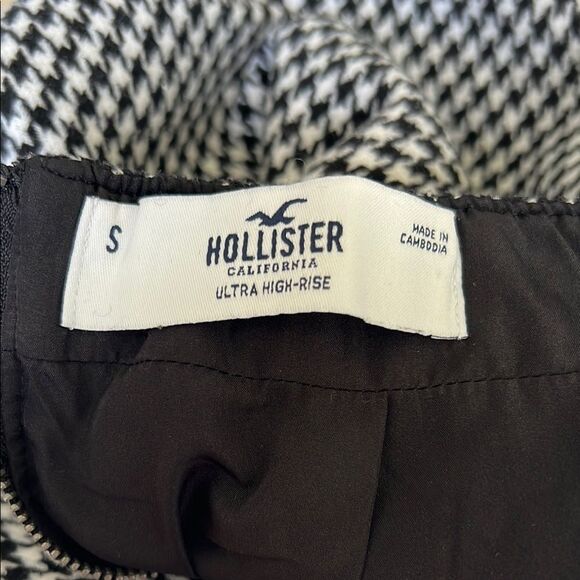 S
HOLLISTER
CALIFORNIA
ULTRA HIGH-RISE
MADE IN
CAMBODIA